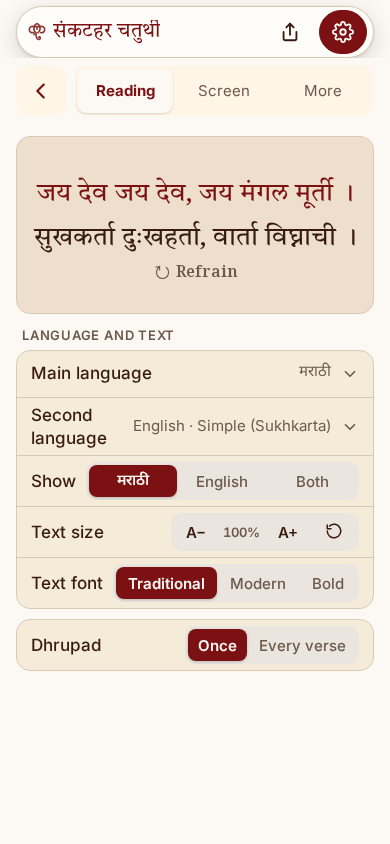 संकटहर चतुर्थी
Reading Screen More
जय देव जय देव, जय मंगल मूर्ती ।
सुखकर्ता दुःखहर्ता, वार्ता विघ्नाची ।
Refrain
LANGUAGE AND TEXT
Main language मराठी
Second language English · Simple (Sukhkarta)
Show मराठी English Both
Text size A− 100% A+
Text font Traditional Modern Bold
Dhrupad Once Every verse